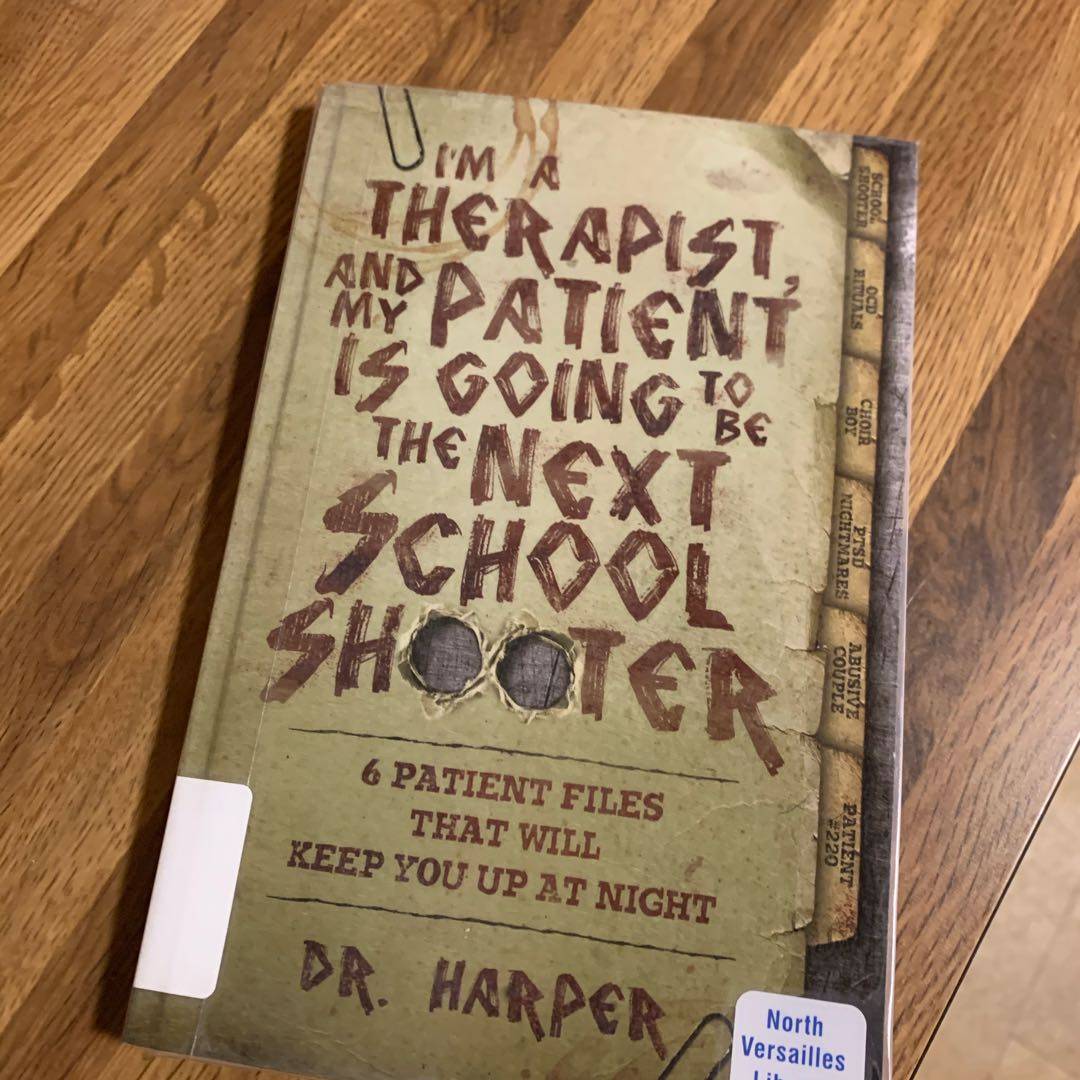 I'M A
THERAPIST,
AND MY PATIENT
IS GOING TO BE
THE NEXT
SCHOOL
SHOOTER
6 PATIENT FILES
THAT WILL
KEEP YOU UP AT NIGHT
DR. HARPER
SCHOOL
SHOOTER
OCD
RITUALS
CHOIR
BOY
PTSD
NIGHTMARES
ABUSIVE
COUPLE
PATIENT
#220
North
Versailles